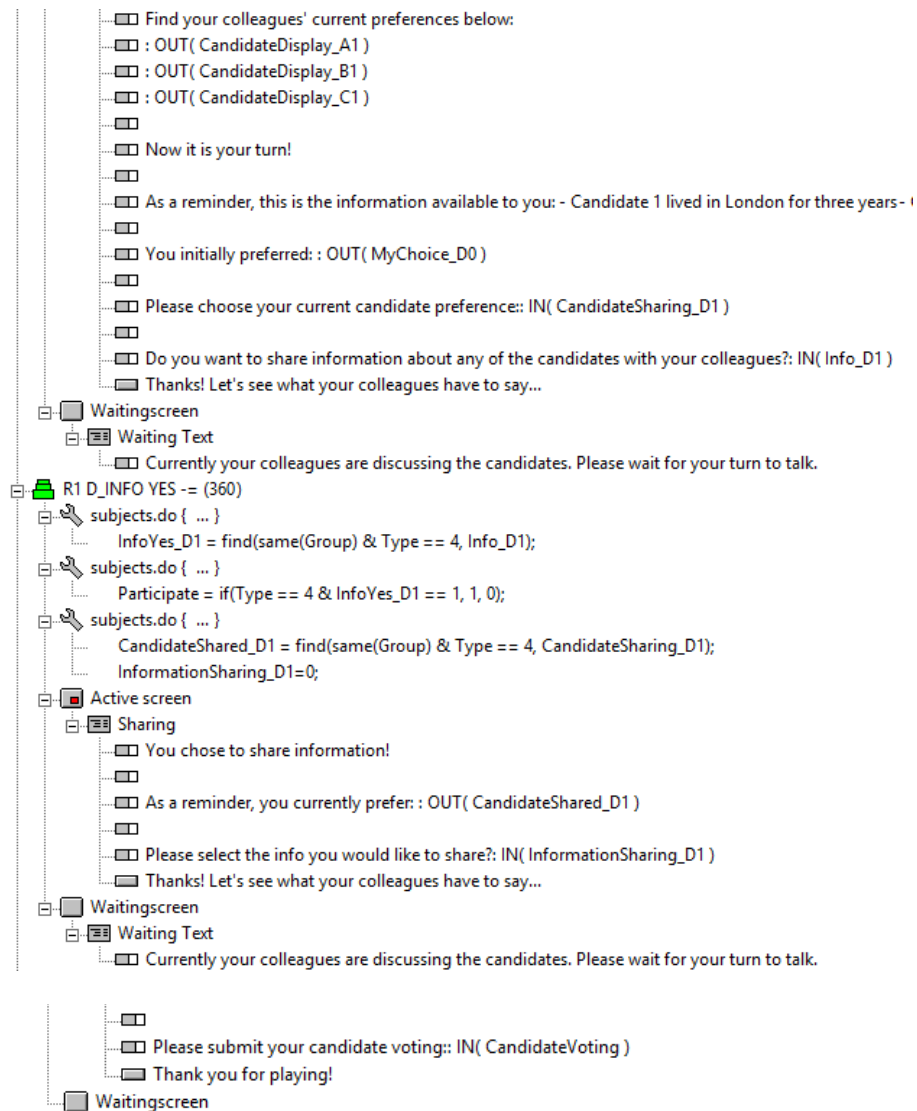 Find your colleagues' current preferences below:
: OUT( CandidateDisplay_A1 )
: OUT( CandidateDisplay_B1 )
: OUT( CandidateDisplay_C1 )
Now it is your turn!
As a reminder, this is the information available to you: - Candidate 1 lived in London for three years-
You initially preferred: : OUT( MyChoice_D0 )
Please choose your current candidate preference:: IN( CandidateSharing_D1 )
Do you want to share information about any of the candidates with your colleagues?: IN( Info_D1 )
Thanks! Let's see what your colleagues have to say...
Waitingscreen
Waiting Text
Currently your colleagues are discussing the candidates. Please wait for your turn to talk.
R1 D_INFO YES -= (360)
subjects.do { ... }
InfoYes_D1 = find(same(Group) & Type == 4, Info_D1);
subjects.do { ... }
Participate = if(Type == 4 & InfoYes_D1 == 1, 1, 0);
subjects.do { ... }
CandidateShared_D1 = find(same(Group) & Type == 4, CandidateSharing_D1);
InformationSharing_D1=0;
Active screen
Sharing
You chose to share information!
As a reminder, you currently prefer: : OUT( CandidateShared_D1 )
Please select the info you would like to share?: IN( InformationSharing_D1 )
Thanks! Let's see what your colleagues have to say...
Waitingscreen
Waiting Text
Currently your colleagues are discussing the candidates. Please wait for your turn to talk.
Please submit your candidate voting:: IN( CandidateVoting )
Thank you for playing!
Waitingscreen